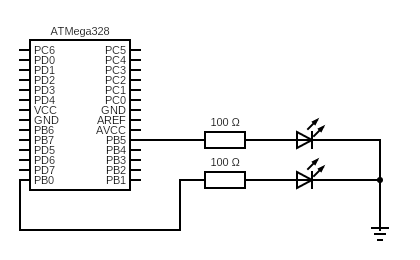 ATMega328
PC6 PC5
PD0 PC4
PD1 PC3
PD2 PC2
PD3 PC1
PD4 PC0
VCC GND
GND AREF
PB6 AVCC
PB7 PB5
PD5 PB4
PD6 PB3
PD7 PB2
PB0 PB1
100 Ω
100 Ω